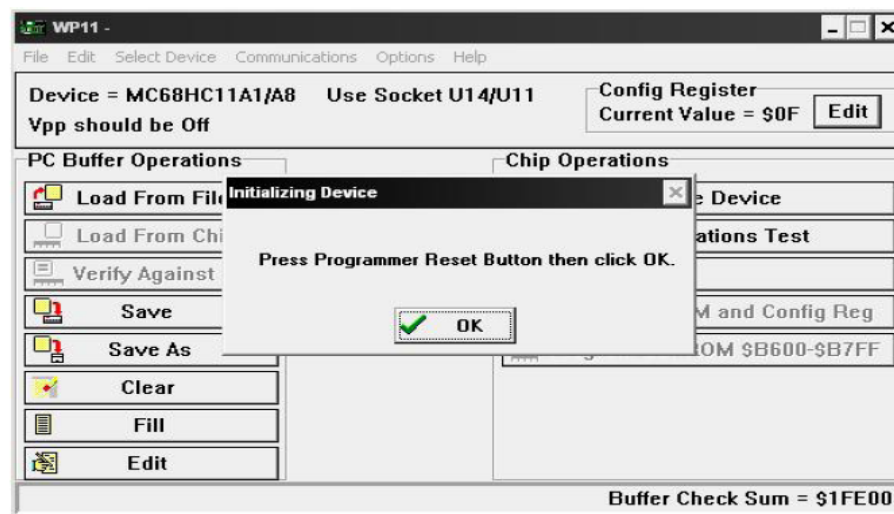 WP11 -
File Edit Select Device Communications Options Help
Device = MC68HC11A1/A8 Use Socket U14/U11
Vpp should be Off
Config Register
Current Value = $0F Edit
PC Buffer Operations
Chip Operations
Load From File
Load From Chi
Verify Against
Save
Save As
Clear
Fill
Edit
Initializing Device
Press Programmer Reset Button then click OK.
OK
e Device
ations Test
M and Config Reg
OM $B600-$B7FF
Buffer Check Sum = $1FE00